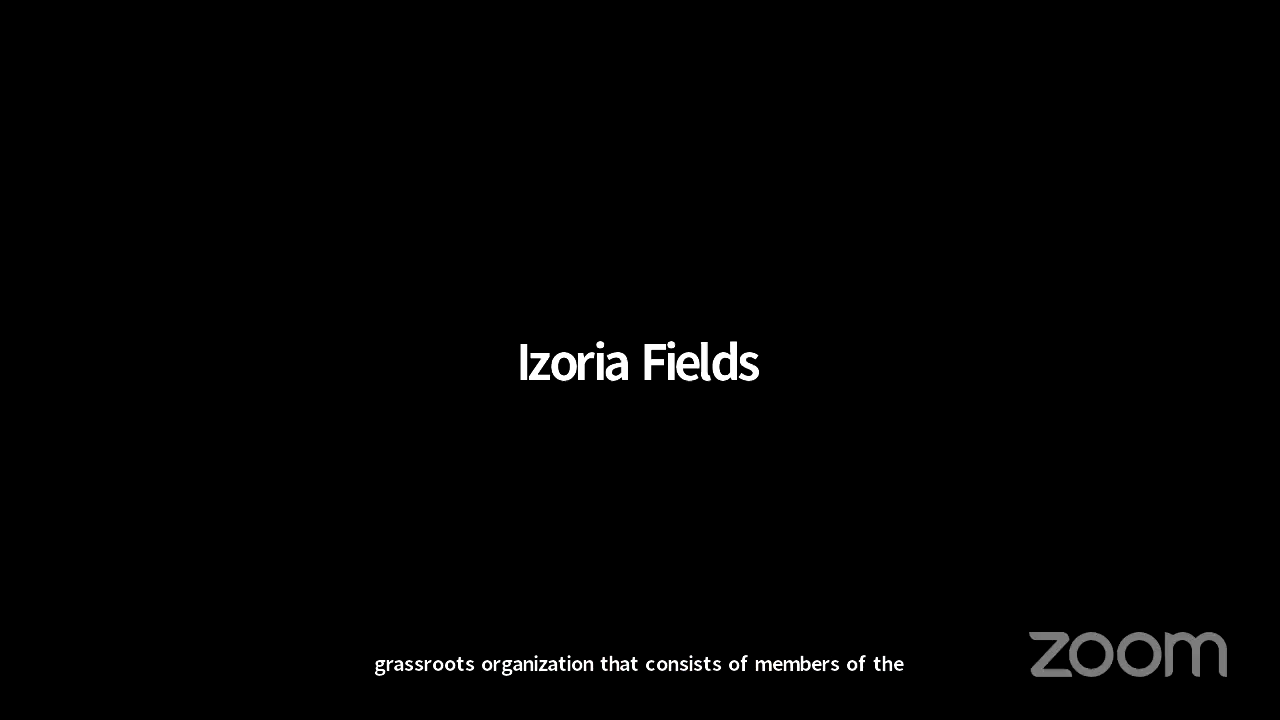 Izoria Fields
grassroots organization that consists of members of the
zoom